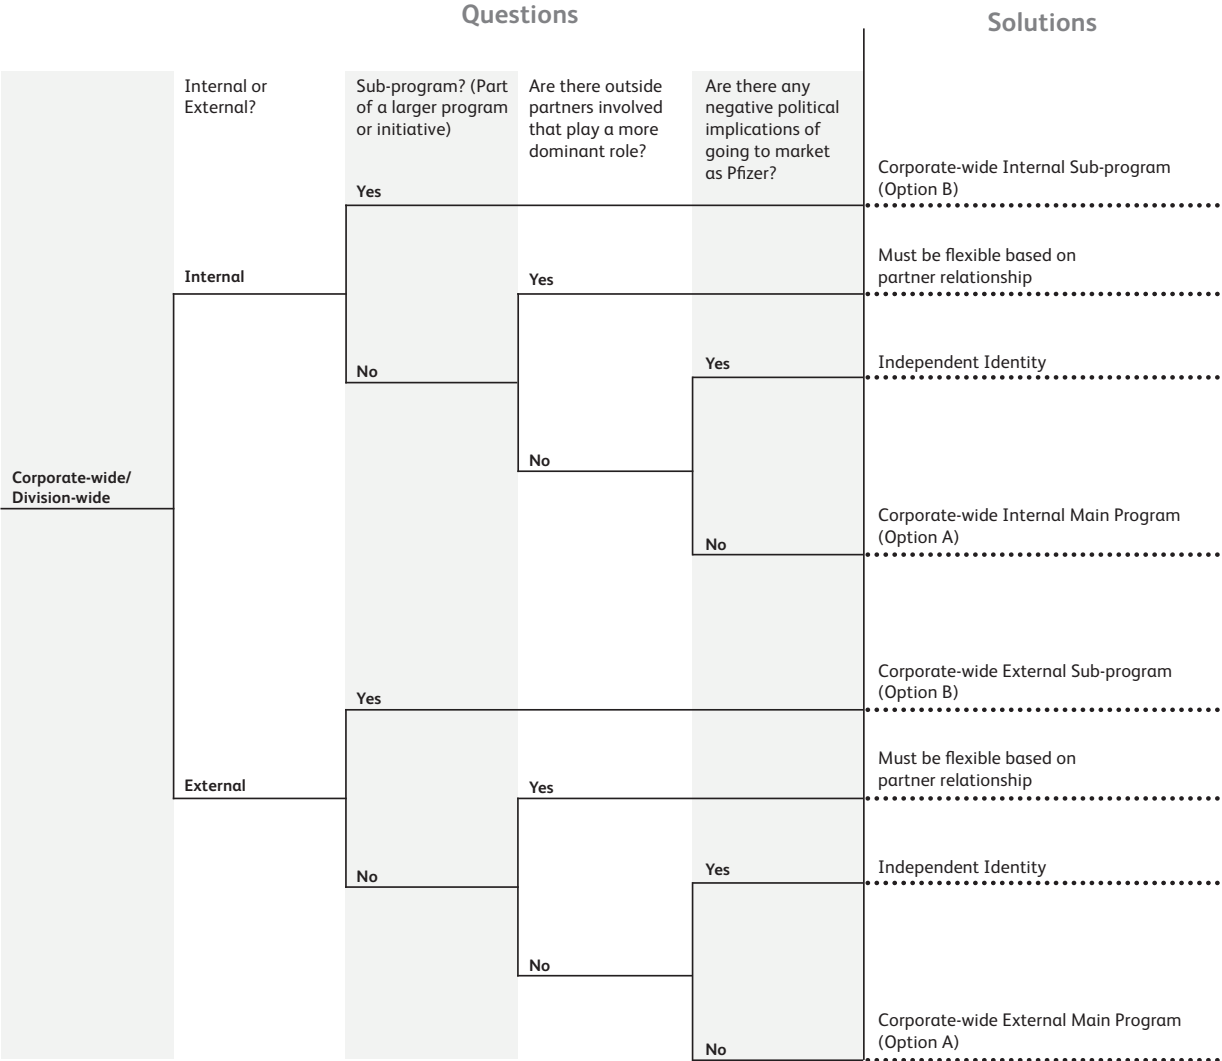 Questions
Solutions
Internal or
External?
Sub-program? (Part
of a larger program
or initiative)
Are there outside
partners involved
that play a more
dominant role?
Are there any
negative political
implications of
going to market
as Pfizer?
Corporate-wide Internal Sub-program
(Option B)
Yes
Must be flexible based on
partner relationship
Internal
Yes
Independent Identity
Yes
No
No
Corporate-wide/
Division-wide
Corporate-wide Internal Main Program
(Option A)
No
Corporate-wide External Sub-program
(Option B)
Yes
Must be flexible based on
partner relationship
External
Yes
Independent Identity
Yes
No
No
Corporate-wide External Main Program
(Option A)
No